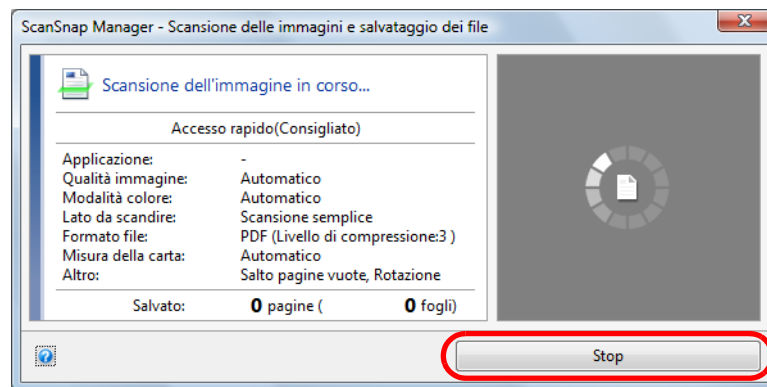 ScanSnap Manager - Scansione delle immagini e salvataggio dei file
Scansione dell'immagine in corso...
Accesso rapido(Consigliato)
Applicazione: -
Qualità immagine: Automatico
Modalità colore: Automatico
Lato da scandire: Scansione semplice
Formato file: PDF (Livello di compressione:3 )
Misura della carta: Automatico
Altro: Salto pagine vuote, Rotazione
Salvato: 0 pagine ( 0 fogli)
Stop